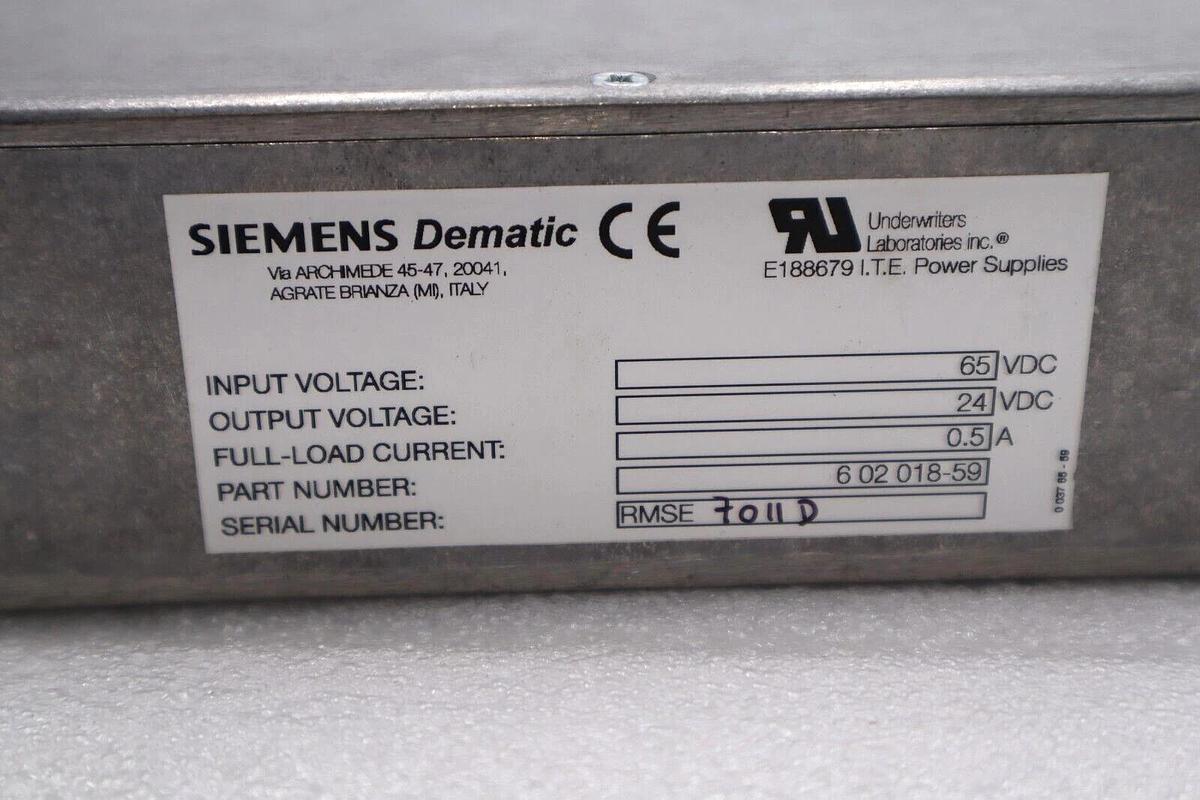 SIEMENS Dematic CE
Via ARCHIMEDE 45-47, 20041,
AGRATE BRIANZA (MI), ITALY
RU Underwriters
Laboratories inc.®
E188679 I.T.E. Power Supplies
INPUT VOLTAGE: 65 VDC
OUTPUT VOLTAGE: 24 VDC
FULL-LOAD CURRENT: 0.5 A
PART NUMBER: 6 02 018-59
SERIAL NUMBER: RMSE 7011D